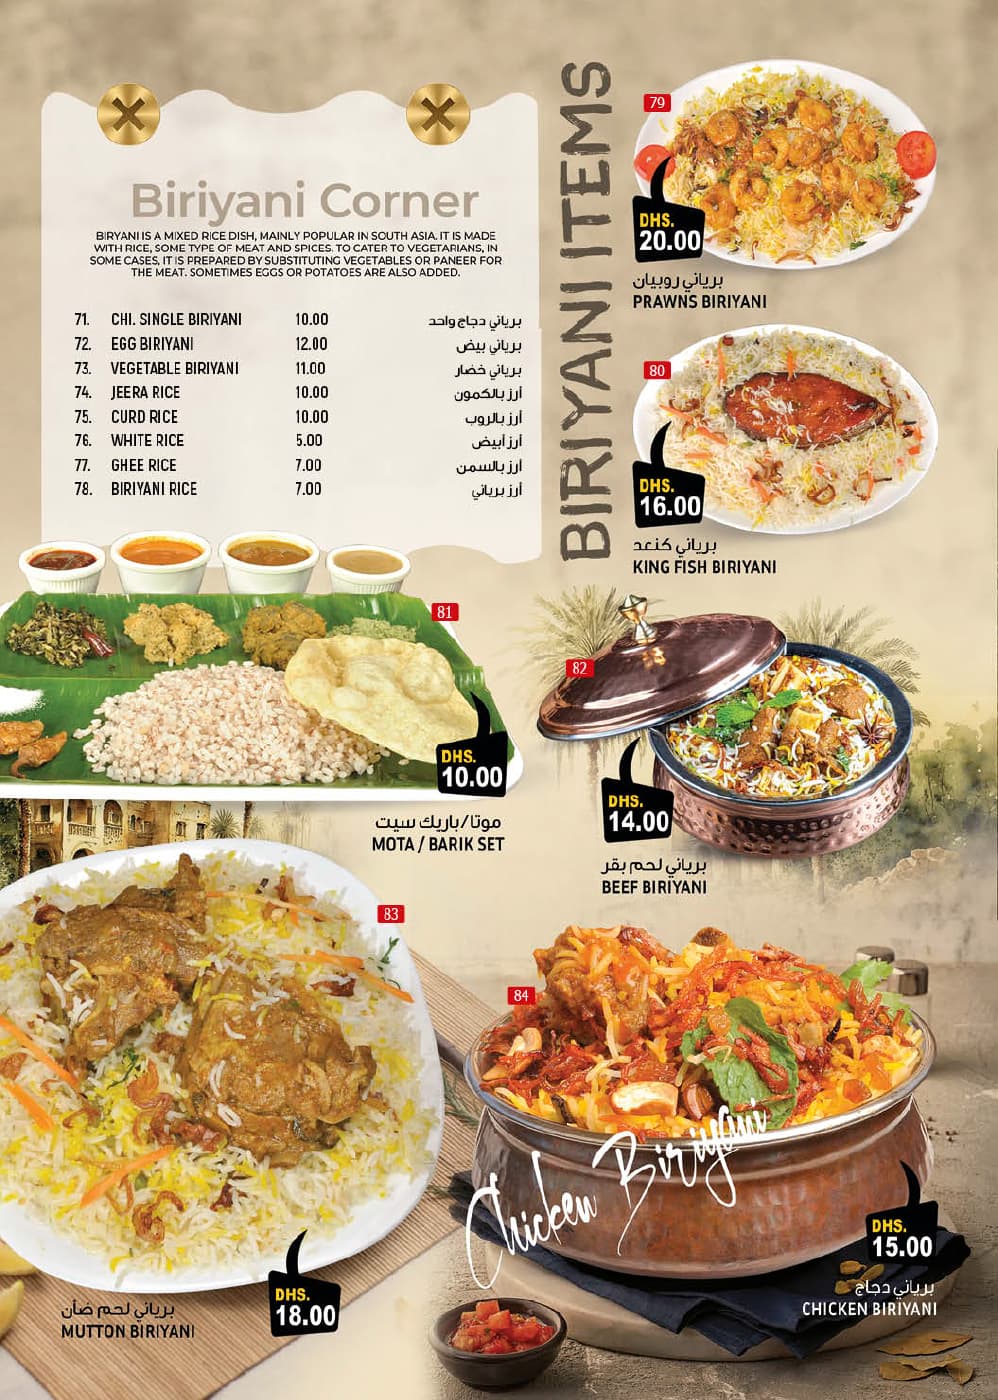 Biriyani Corner
BIRYANI IS A MIXED RICE DISH, MAINLY POPULAR IN SOUTH ASIA. IT IS MADE
WITH RICE, SOME TYPE OF MEAT AND SPICES. TO CATER TO VEGETARIANS, IN
SOME CASES, IT IS PREPARED BY SUBSTITUTING VEGETABLES OR PANEER FOR
THE MEAT. SOMETIMES EGGS OR POTATOES ARE ALSO ADDED.
71. CHI. SINGLE BIRIYANI 10.00 برياني دجاج واحد
72. EGG BIRIYANI 12.00 برياني بيض
73. VEGETABLE BIRIYANI 11.00 برياني خضار
74. JEERA RICE 10.00 أرز بالكمون
75. CURD RICE 10.00 أرز بالروب
76. WHITE RICE 5.00 أرز أبيض
77. GHEE RICE 7.00 أرز بالسمن
78. BIRIYANI RICE 7.00 أرز برياني
BIRIYANI ITEMS
79
DHS.
20.00
برياني روبيان
PRAWNS BIRIYANI
80
DHS.
16.00
برياني كنعد
KING FISH BIRIYANI
81
DHS.
10.00
موتا/باريك سيت
MOTA / BARIK SET
82
DHS.
14.00
برياني لحم بقر
BEEF BIRIYANI
83
DHS.
18.00
برياني لحم ضأن
MUTTON BIRIYANI
84
Chicken Biriyani
DHS.
15.00
برياني دجاج
CHICKEN BIRIYANI